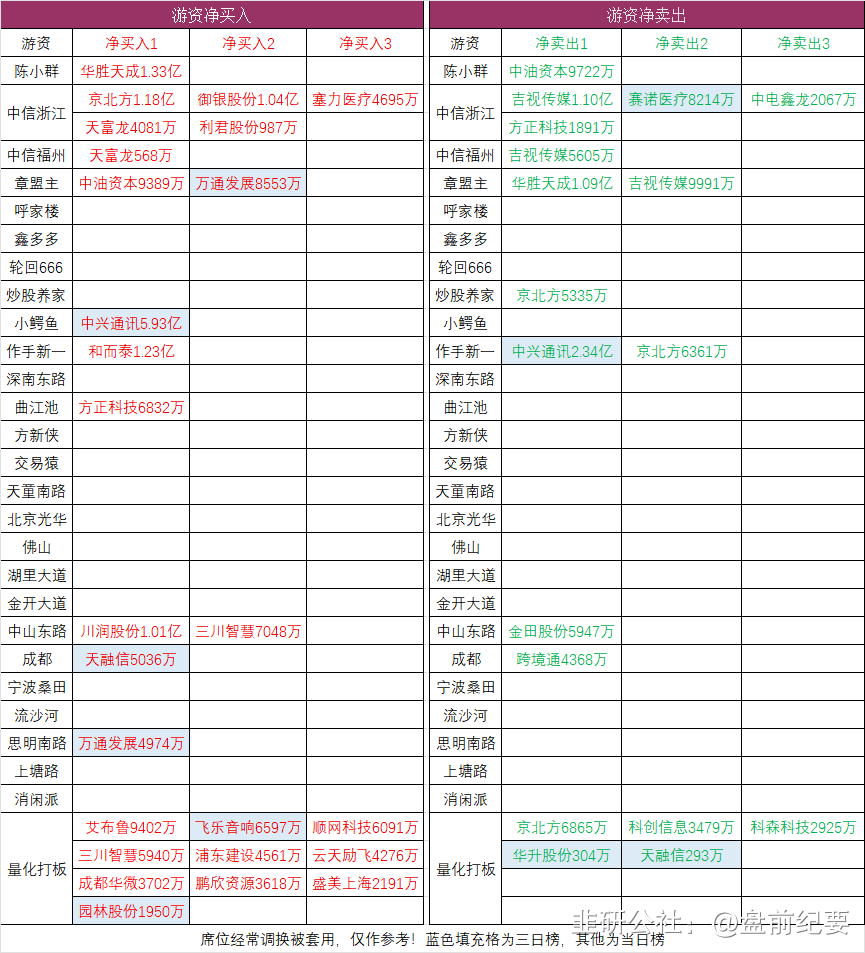 游资净买入 游资净卖出
游资 净买入1 净买入2 净买入3 游资 净卖出1 净卖出2 净卖出3
陈小群 华胜天成1.33亿 陈小群 中油资本9722万
中信浙江 京北方1.18亿 御银股份1.04亿 塞力医疗4695万 中信浙江 吉视传媒1.10亿 赛诺医疗8214万 中电鑫龙2067万
天富龙4081万 利君股份987万 方正科技1891万
中信福州 天富龙568万 中信福州 吉视传媒5605万
章盟主 中油资本9389万 万通发展8553万 章盟主 华胜天成1.09亿 吉视传媒9991万
呼家楼 呼家楼
鑫多多 鑫多多
轮回666 轮回666
炒股养家 炒股养家 京北方5335万
小鳄鱼 中兴通讯5.93亿 小鳄鱼
作手新一 和而泰1.23亿 作手新一 中兴通讯2.34亿 京北方6361万
深南东路 深南东路
曲江池 方正科技6832万 曲江池
方新侠 方新侠
交易猿 交易猿
天童南路 天童南路
北京光华 北京光华
佛山 佛山
湖里大道 湖里大道
金开大道 金开大道
中山东路 川润股份1.01亿 三川智慧7048万 中山东路 金田股份5947万
成都 天融信5036万 成都 跨境通4368万
宁波桑田 宁波桑田
流沙河 流沙河
思明南路 万通发展4974万 思明南路
上塘路 上塘路
消闲派 消闲派
量化打板 艾布鲁9402万 飞乐音响6597万 顺网科技6091万 量化打板 京北方6865万 科创信息3479万 科森科技2925万
三川智慧5940万 浦东建设4561万 云天励飞4276万 华升股份304万 天融信293万
成都华微3702万 鹏欣资源3618万 盛美上海2191万
园林股份1950万
韭研公社：@盘前纪要
席位经常调换被套用，仅作参考！蓝色填充格为三日榜，其他为当日榜